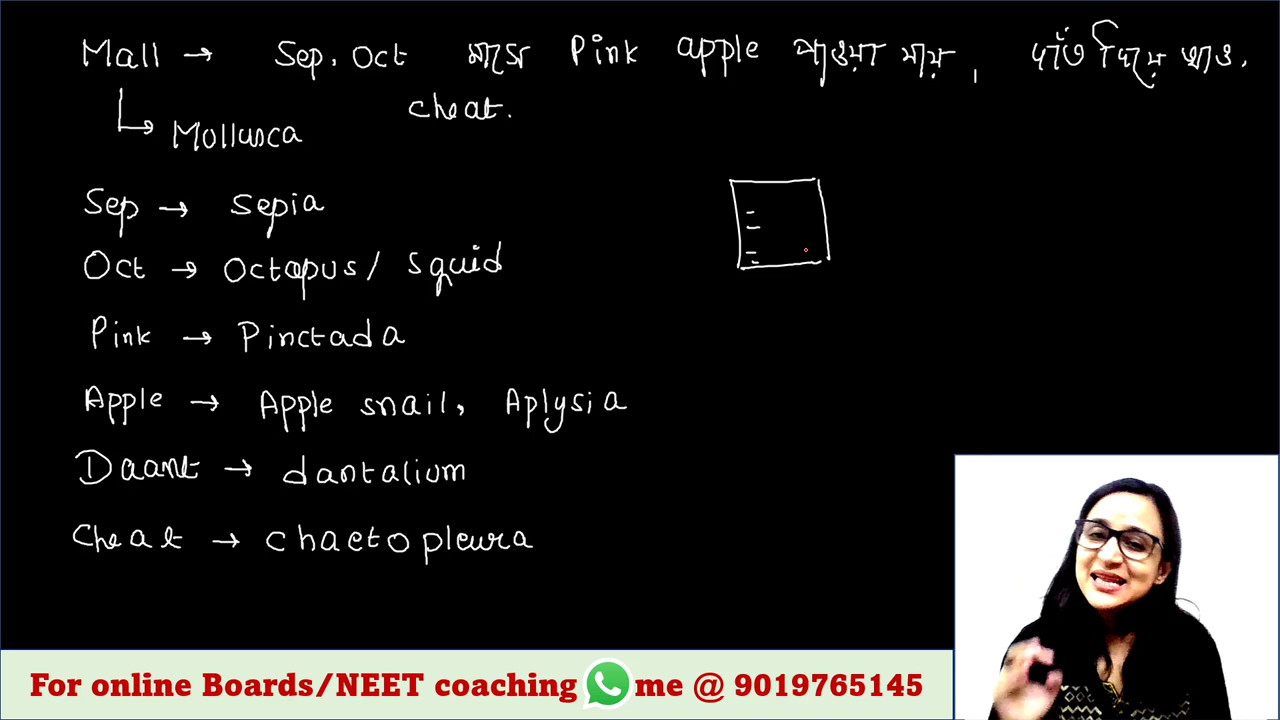 Mall → Sep. Oct মাসে Pink apple পাওয়া যায়, দাঁত দিয়ে খাও.
cheat.
↳ Mollusca
Sep → Sepia
Oct → Octopus/ Squid
Pink → Pinctada
Apple → Apple snail, Aplysia
Daant → dantalium
Cheat → chaetopleura
For online Boards/NEET coaching me @ 9019765145